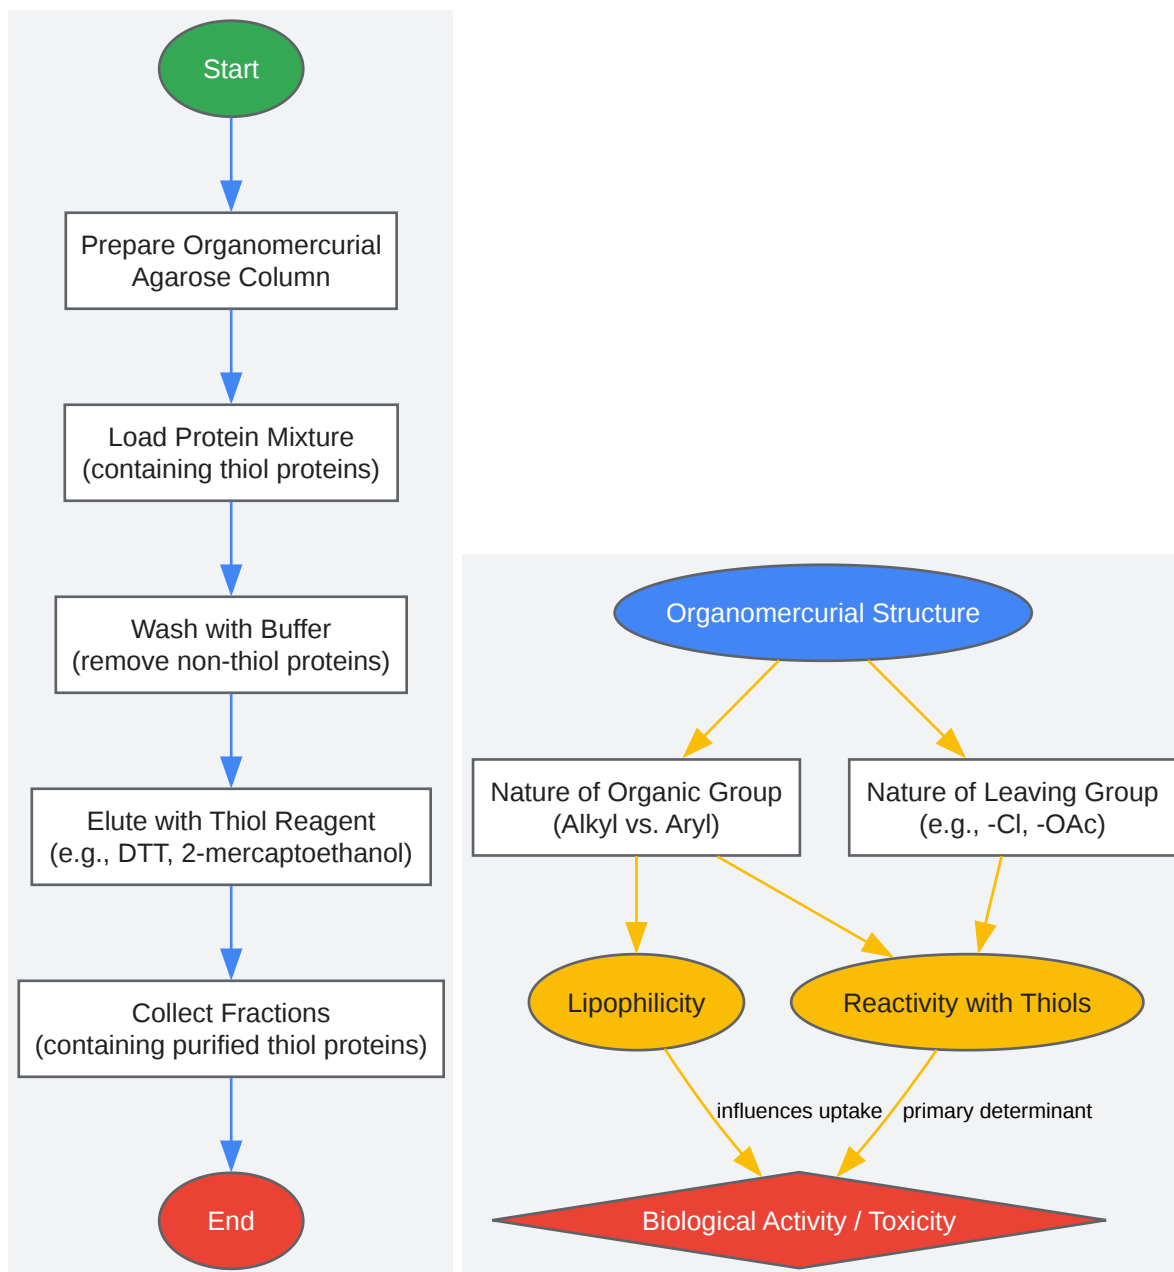 Start
Prepare Organomercurial
Agarose Column
Load Protein Mixture
(containing thiol proteins)
Wash with Buffer
(remove non-thiol proteins)
Elute with Thiol Reagent
(e.g., DTT, 2-mercaptoethanol)
Collect Fractions
(containing purified thiol proteins)
End
Organomercurial Structure
Nature of Organic Group
(Alkyl vs. Aryl)
Nature of Leaving Group
(e.g., -Cl, -OAc)
Lipophilicity
Reactivity with Thiols
influences uptake
primary determinant
Biological Activity / Toxicity